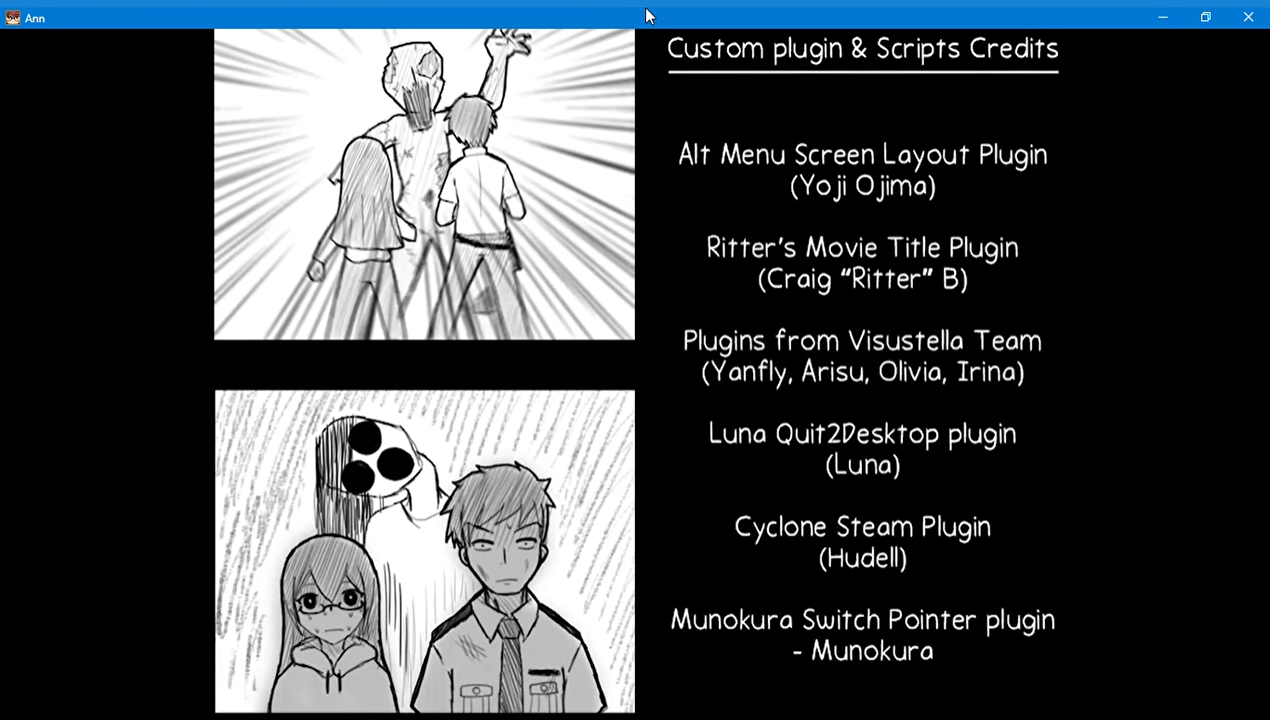 Ann
Custom plugin & Scripts Credits
Alt Menu Screen Layout Plugin
(Yoji Ojima)
Ritter's Movie Title Plugin
(Craig “Ritter” B)
Plugins from Visustella Team
(Yanfly, Arisu, Olivia, Irina)
Luna Quit2Desktop plugin
(Luna)
Cyclone Steam Plugin
(Hudell)
Munokura Switch Pointer plugin
- Munokura